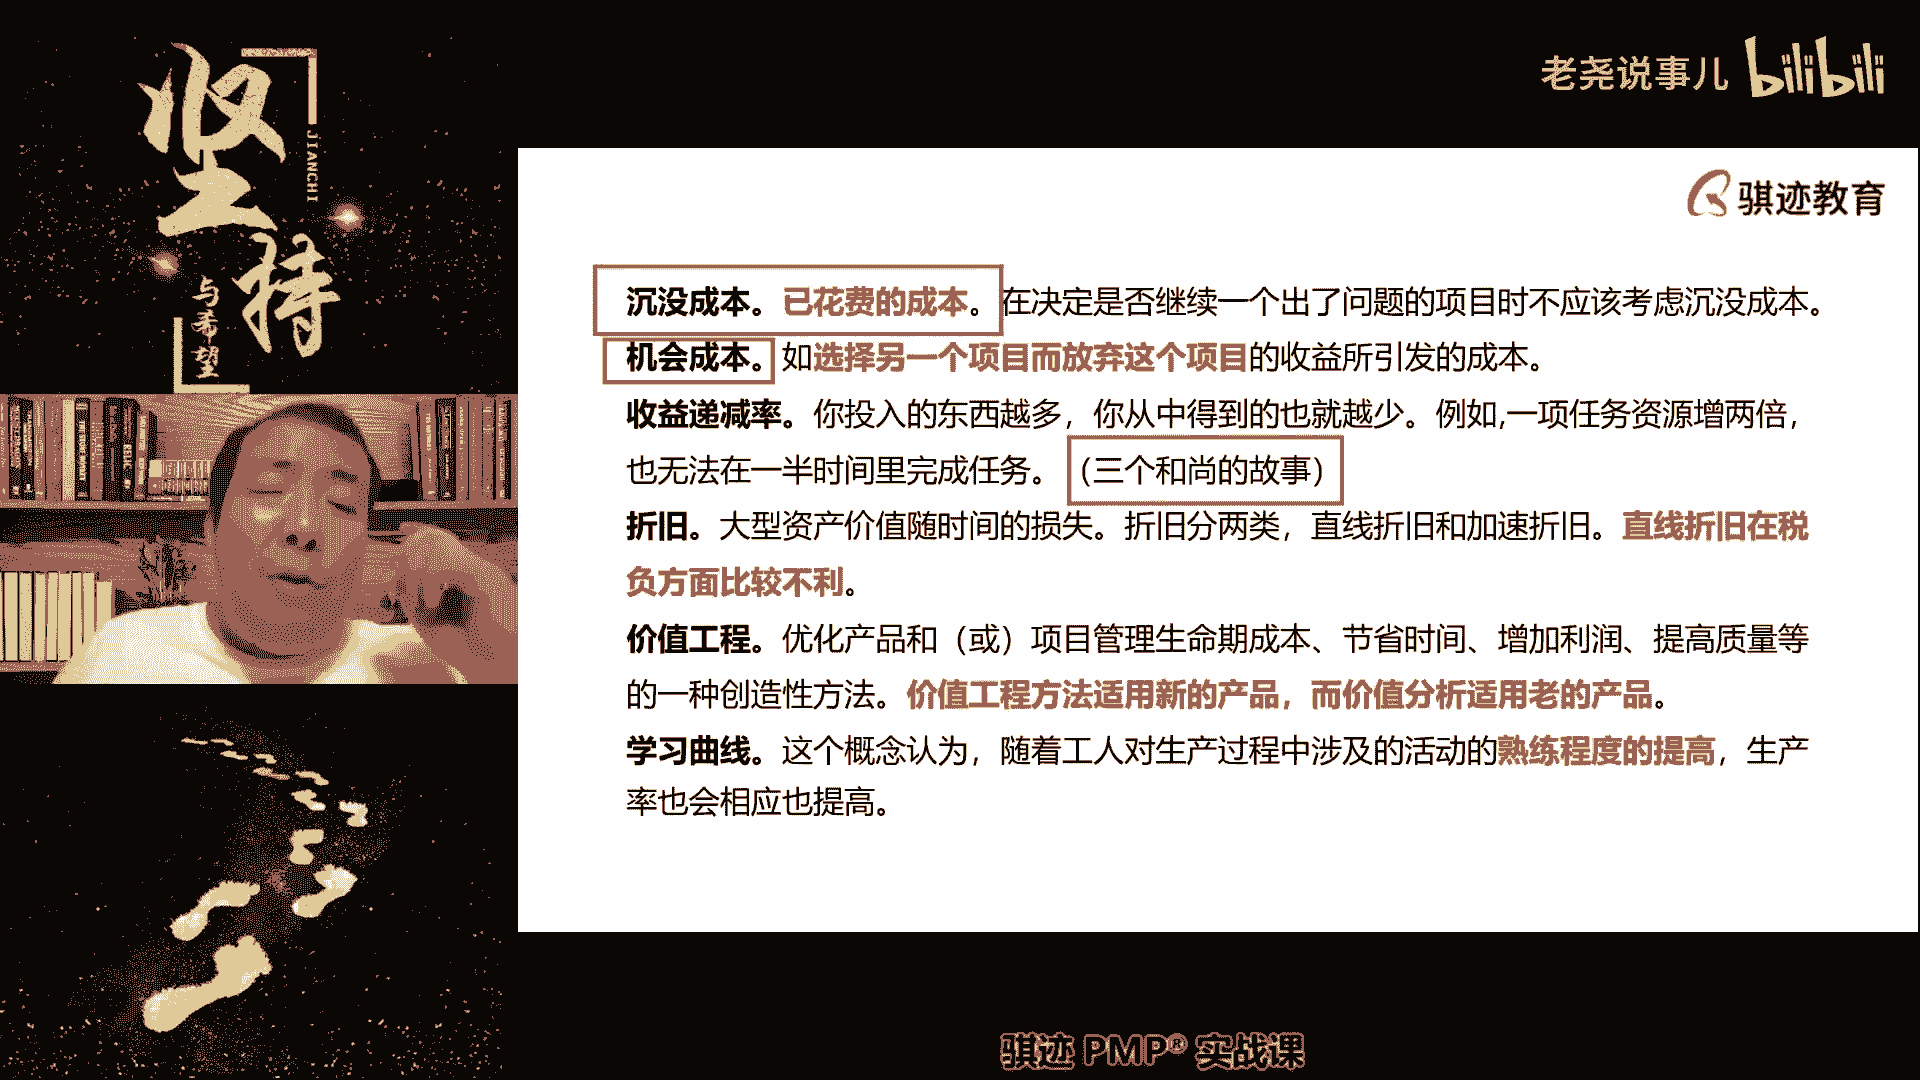 坚持
JIANCHI
与希望
老尧说事儿 bilibili
骐迹教育
沉没成本。已花费的成本。在决定是否继续一个出了问题的项目时不应该考虑沉没成本。
机会成本。如选择另一个项目而放弃这个项目的收益所引发的成本。
收益递减率。你投入的东西越多，你从中得到的也就越少。例如,一项任务资源增两倍，
也无法在一半时间里完成任务。（三个和尚的故事）
折旧。大型资产价值随时间的损失。折旧分两类，直线折旧和加速折旧。直线折旧在税
负方面比较不利。
价值工程。优化产品和（或）项目管理生命期成本、节省时间、增加利润、提高质量等
的一种创造性方法。价值工程方法适用新的产品，而价值分析适用老的产品。
学习曲线。这个概念认为，随着工人对生产过程中涉及的活动的熟练程度的提高，生产
率也会相应也提高。
骐迹 PMP® 实战课